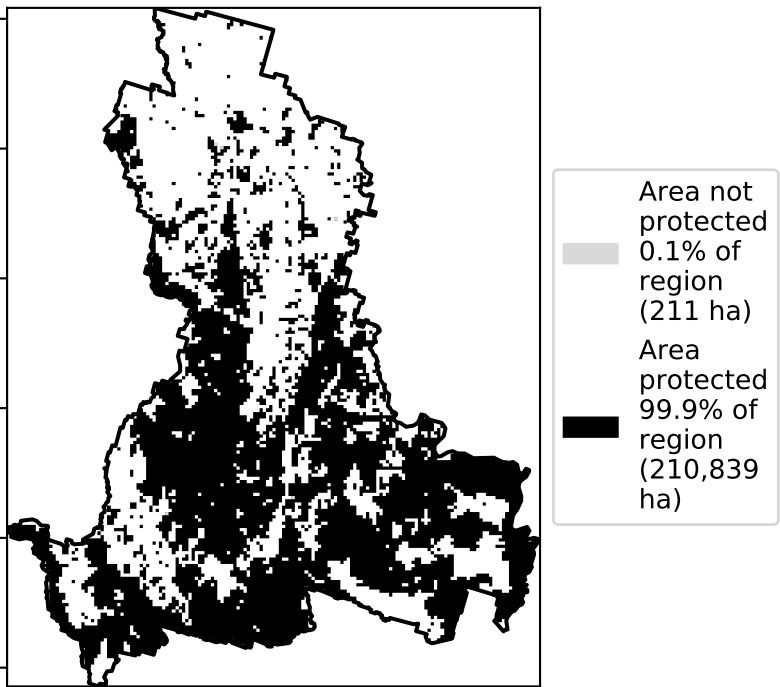 Area not
protected
0.1% of
region
(211 ha)
Area
protected
99.9% of
region
(210,839
ha)